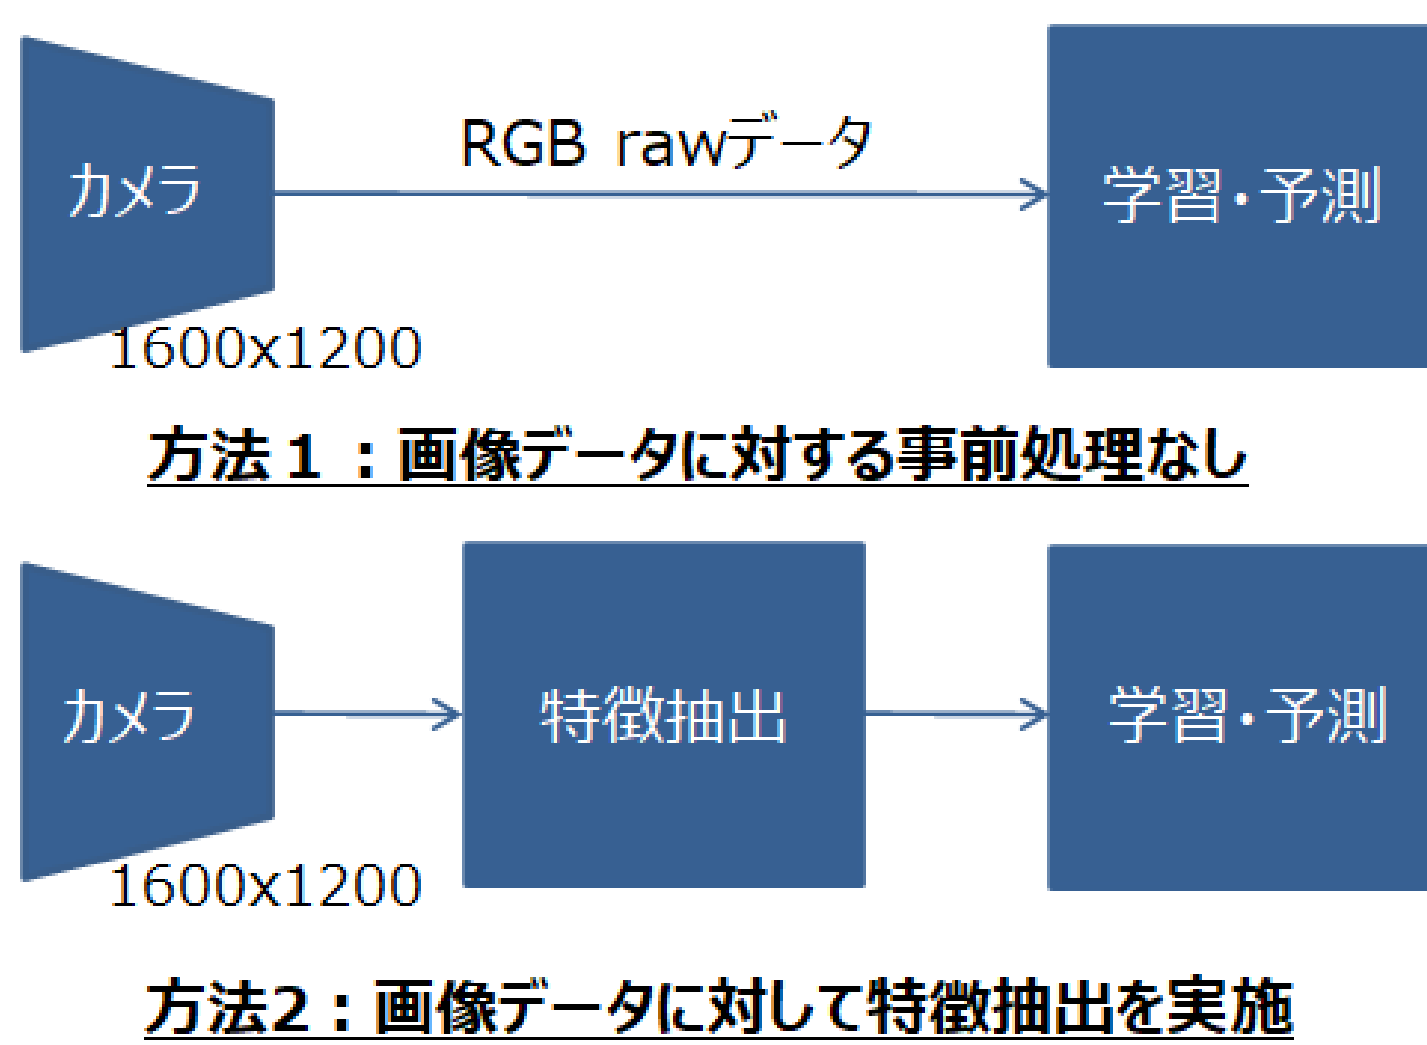 カメラ
RGB rawデータ
学習・予測
1600x1200
方法１：画像データに対する事前処理なし
カメラ
特徴抽出
学習・予測
1600x1200
方法2：画像データに対して特徴抽出を実施